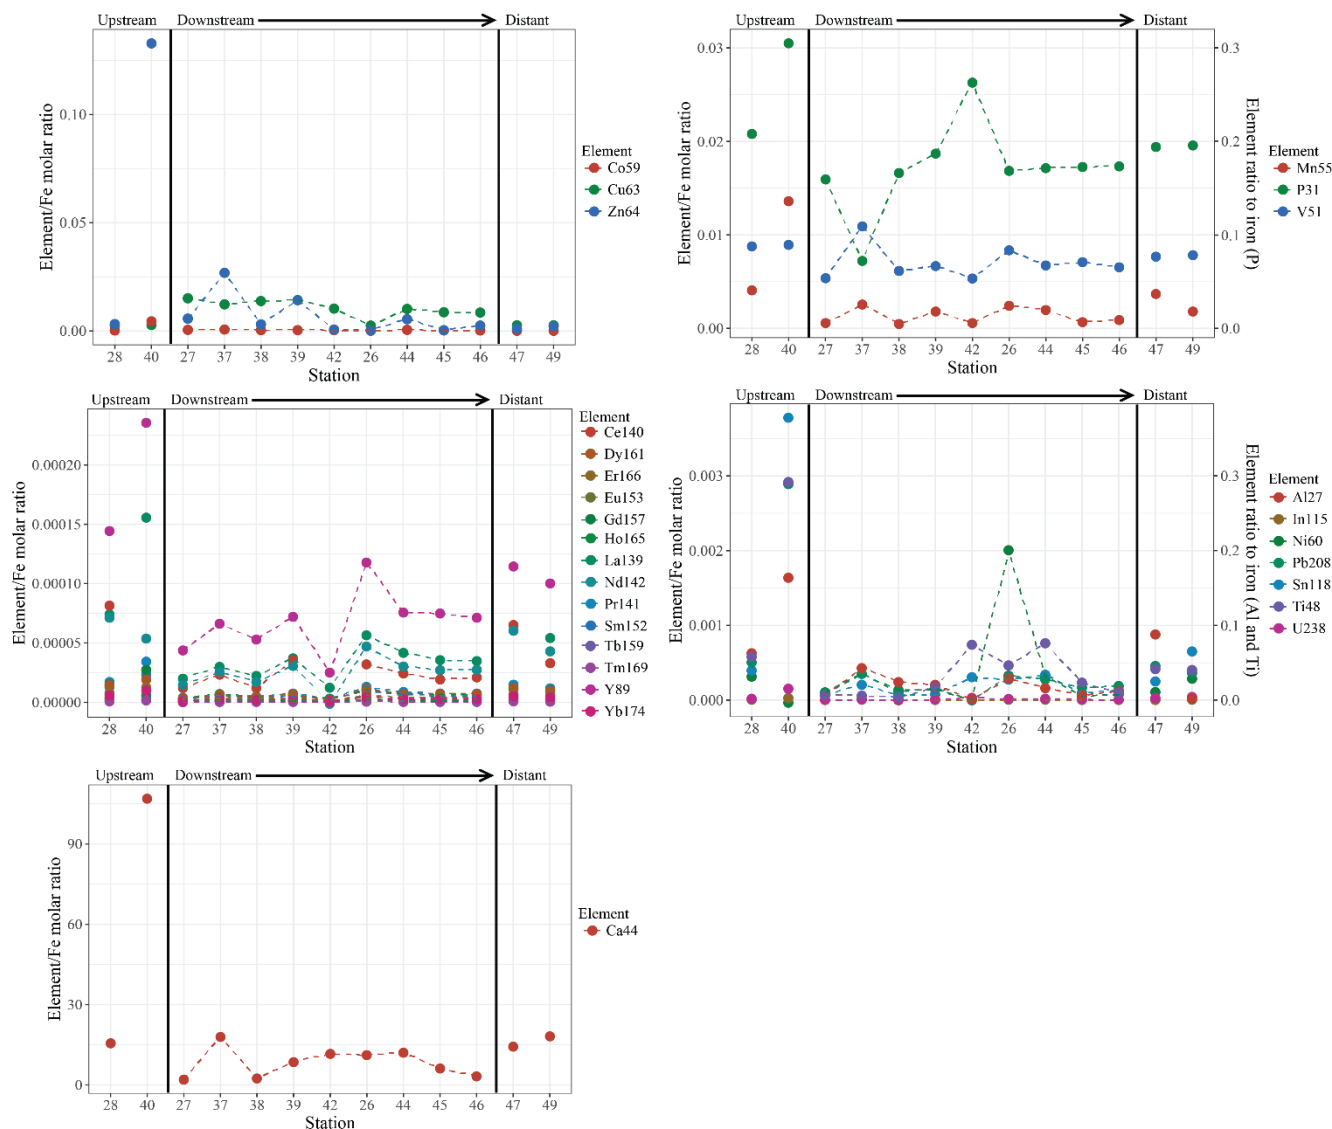 Upstream Downstream Distant
Element/Fe molar ratio
0.10
0.05
0.00
28 40 27 37 38 39 42 26 44 45 46 47 49
Station
Element
Co59
Cu63
Zn64
Upstream Downstream Distant
Element/Fe molar ratio
0.03
0.02
0.01
0.00
0.3
0.2
0.1
0.0
Element ratio to iron (P)
28 40 27 37 38 39 42 26 44 45 46 47 49
Station
Element
Mn55
P31
V51
Upstream Downstream Distant
Element/Fe molar ratio
0.00020
0.00015
0.00010
0.00005
0.00000
28 40 27 37 38 39 42 26 44 45 46 47 49
Station
Element
Ce140
Dy161
Er166
Eu153
Gd157
Ho165
La139
Nd142
Pr141
Sm152
Tb159
Tm169
Y89
Yb174
Upstream Downstream Distant
Element/Fe molar ratio
0.003
0.002
0.001
0.000
0.3
0.2
0.1
0.0
Element ratio to iron (Al and Ti)
28 40 27 37 38 39 42 26 44 45 46 47 49
Station
Element
Al27
In115
Ni60
Pb208
Sn118
Ti48
U238
Upstream Downstream Distant
Element/Fe molar ratio
90
60
30
0
28 40 27 37 38 39 42 26 44 45 46 47 49
Station
Element
Ca44